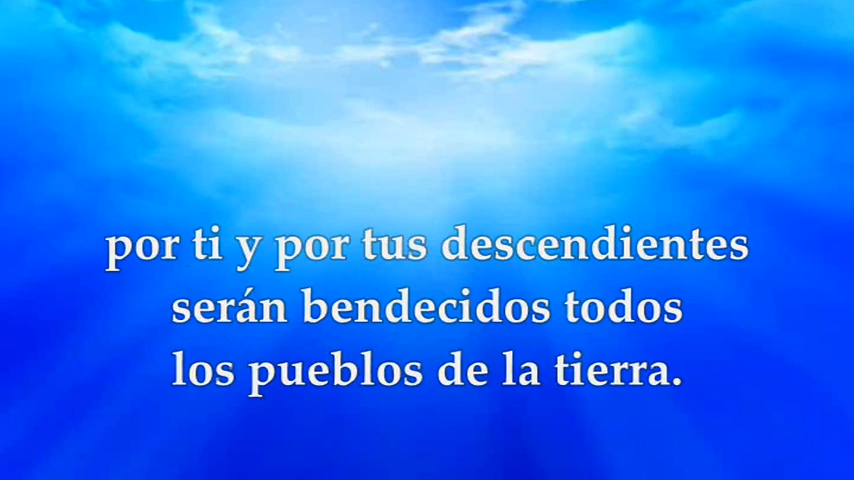 por ti y por tus descendientes
serán bendecidos todos
los pueblos de la tierra.